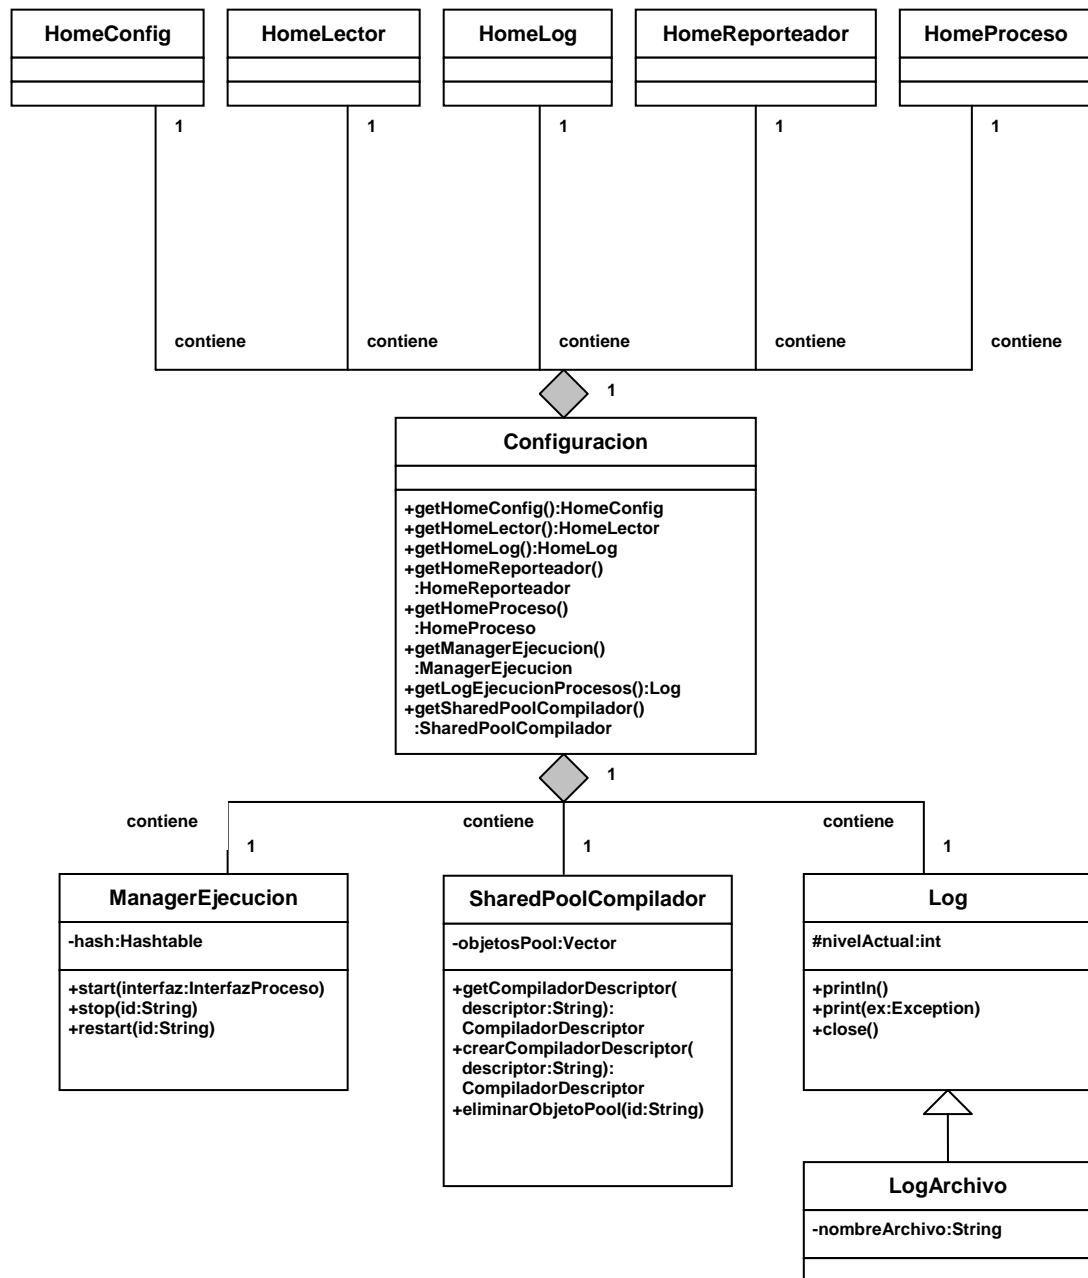 HomeConfig
HomeLector
HomeLog
HomeReporteador
HomeProceso
1
1
1
1
1
contiene
contiene
contiene
contiene
contiene
1
Configuracion
+getHomeConfig():HomeConfig
+getHomeLector():HomeLector
+getHomeLog():HomeLog
+getHomeReporteador()
:HomeReporteador
+getHomeProceso()
:HomeProceso
+getManagerEjecucion()
:ManagerEjecucion
+getLogEjecucionProcesos():Log
+getSharedPoolCompilador()
:SharedPoolCompilador
1
contiene
contiene
contiene
1
1
1
ManagerEjecucion
-hash:Hashtable
+start(interfaz:InterfazProceso)
+stop(id:String)
+restart(id:String)
SharedPoolCompilador
-objetosPool:Vector
+getCompiladorDescriptor(
descriptor:String):
CompiladorDescriptor
+crearCompiladorDescriptor(
descriptor:String):
CompiladorDescriptor
+eliminarObjetoPool(id:String)
Log
#nivelActual:int
+println()
+print(ex:Exception)
+close()
LogArchivo
-nombreArchivo:String